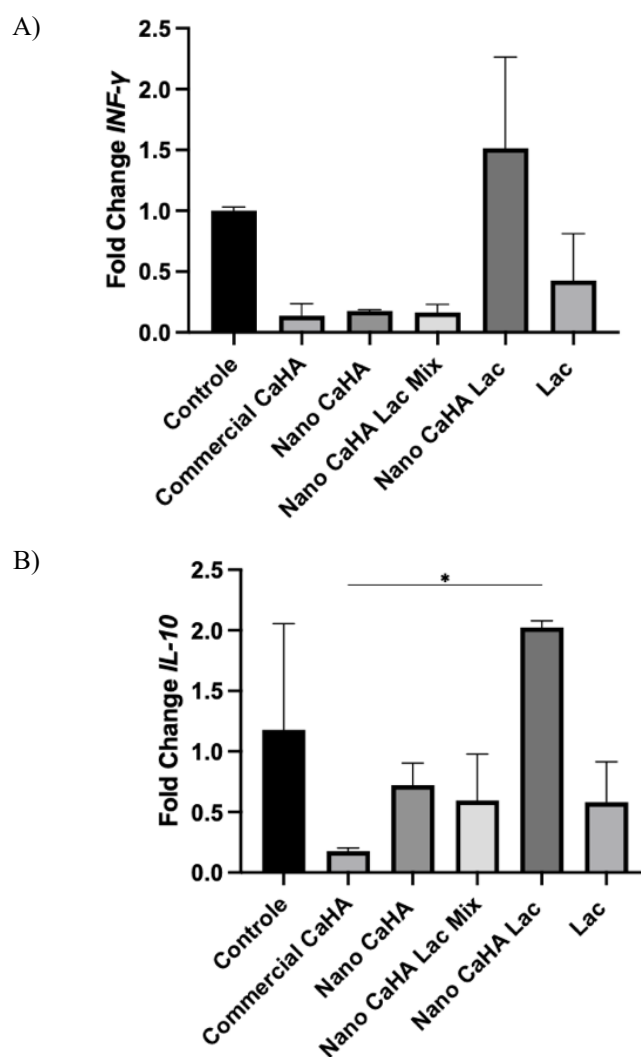 A)
Fold Change INF-γ
2.5
2.0
1.5
1.0
0.5
0.0
Controle
Commercial CaHA
Nano CaHA
Nano CaHA Lac Mix
Nano CaHA Lac
Lac
B)
Fold Change IL-10
2.5
2.0
1.5
1.0
0.5
0.0
*
Controle
Commercial CaHA
Nano CaHA
Nano CaHA Lac Mix
Nano CaHA Lac
Lac